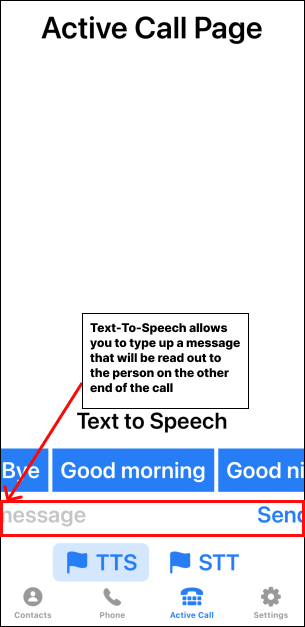 Active Call Page
Text-To-Speech allows
you to type up a message
that will be read out to
the person on the other
end of the call
Text to Speech
Bye Good morning Good ni
message Send
TTS STT
Contacts Phone Active Call Settings